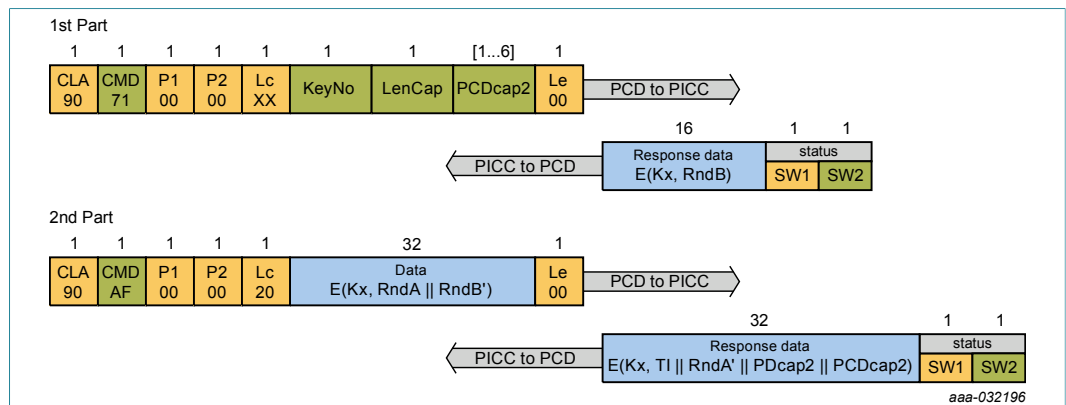 1st Part
1 1 1 1 1 1 1 [1...6] 1
CLA CMD P1 P2 Lc KeyNo LenCap PCDcap2 Le PCD to PICC
90 71 00 00 XX 00
16 1 1
PICC to PCD Response data status
E(Kx, RndB) SW1 SW2
2nd Part
1 1 1 1 1 32 1
CLA CMD P1 P2 Lc Data Le PCD to PICC
90 AF 00 00 20 E(Kx, RndA || RndB') 00
32 1 1
PICC to PCD Response data status
E(Kx, TI || RndA' || PDcap2 || PCDcap2) SW1 SW2
aaa-032196